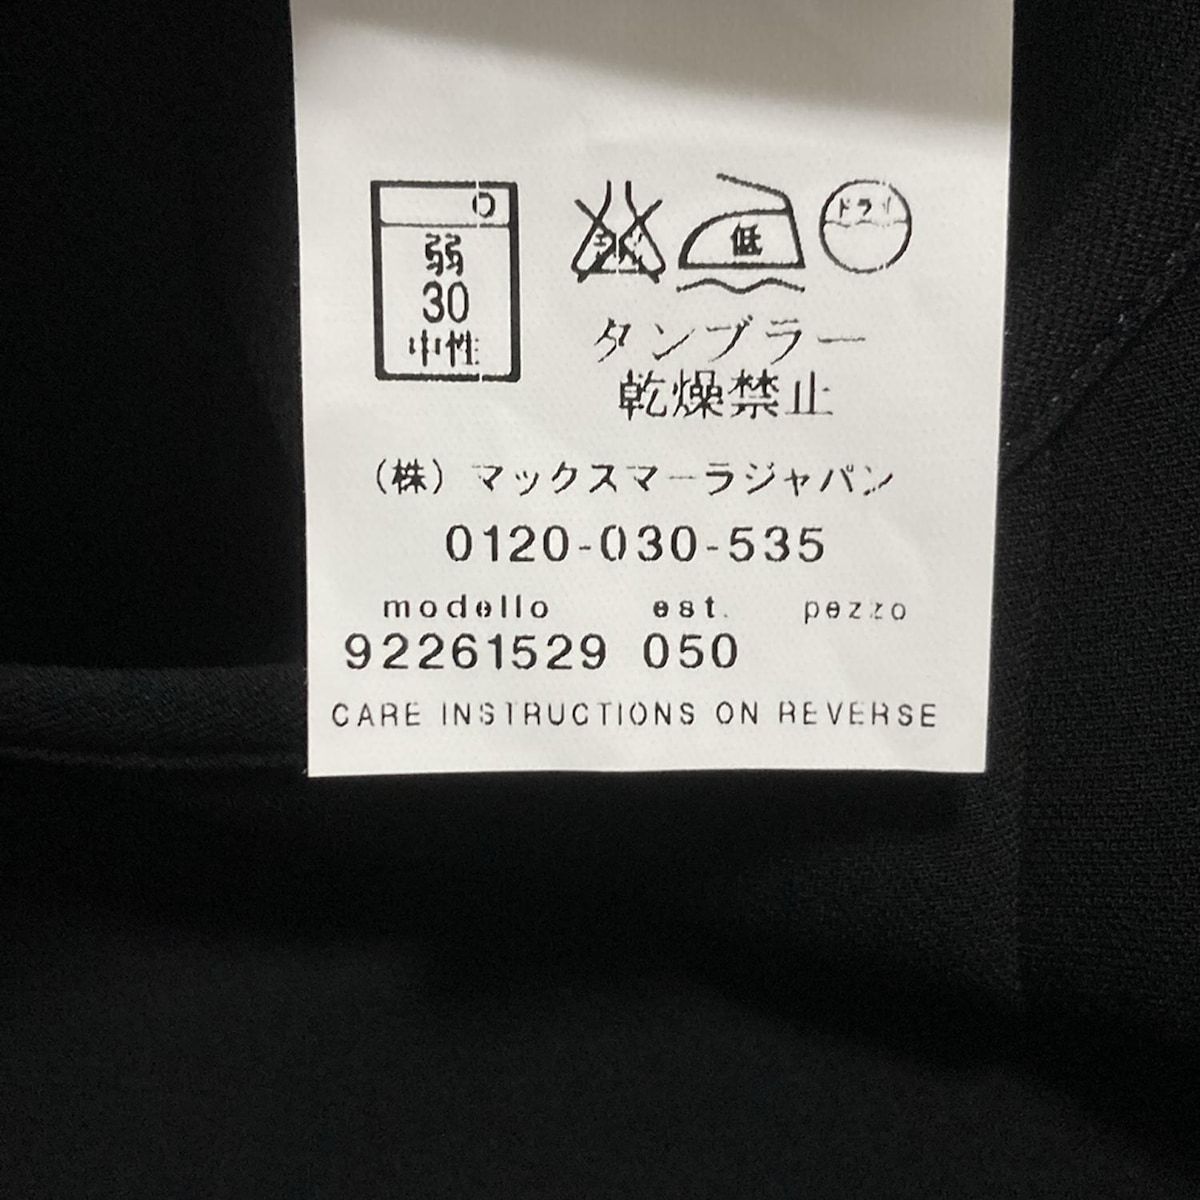 弱
30
中性
低
ドライ
タンブラー
乾燥禁止
（株）マックスマーラジャパン
0120-030-535
modello est. pezzo
92261529 050
CARE INSTRUCTIONS ON REVERSE